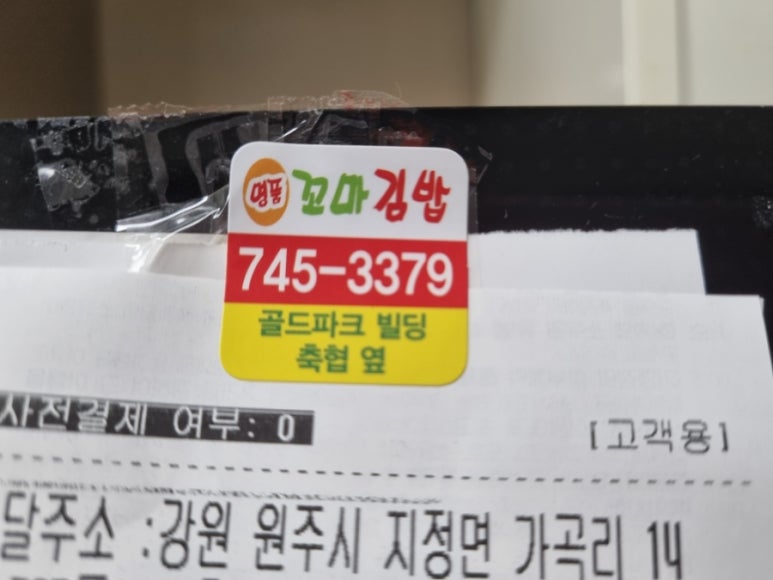 명품 꼬마김밥
745-3379
골드파크 빌딩
축협 옆
사전결제 여부: 0
[고객용]
달주소 :강원 원주시 지정면 가곡리 14